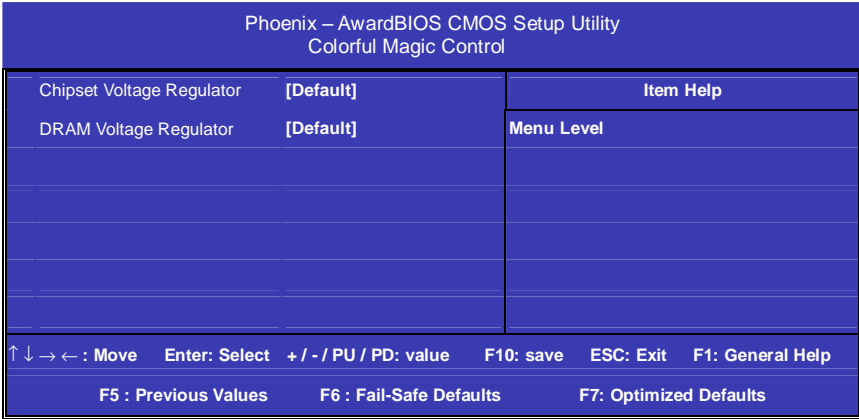 Phoenix – AwardBIOS CMOS Setup Utility
Colorful Magic Control
Chipset Voltage Regulator [Default] Item Help
DRAM Voltage Regulator [Default] Menu Level
↑ ↓ → ← : Move Enter: Select + / - / PU / PD: value F10: save ESC: Exit F1: General Help
F5 : Previous Values F6 : Fail-Safe Defaults F7: Optimized Defaults